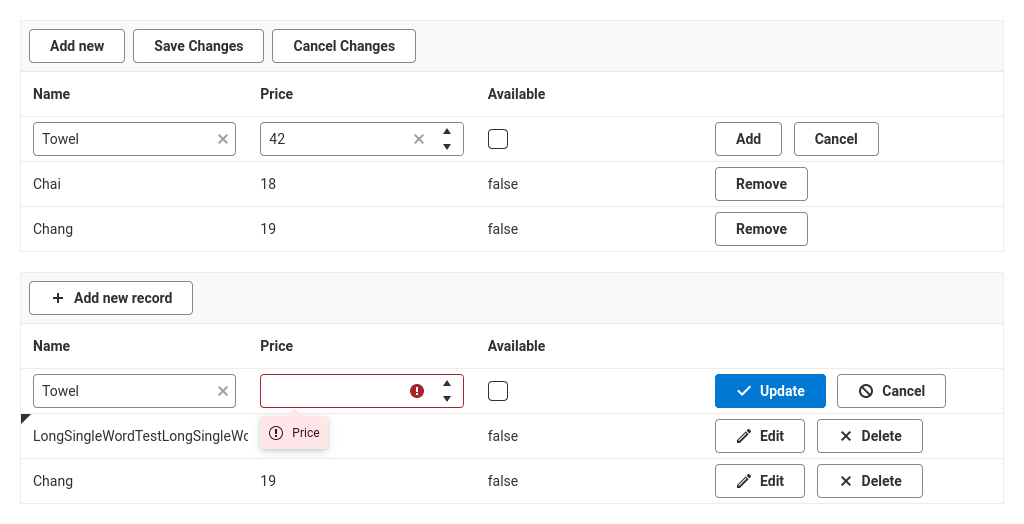 Add new Save Changes Cancel Changes
Name Price Available
Towel 42 Add Cancel
Chai 18 false Remove
Chang 19 false Remove
Add new record
Name Price Available
Towel Update Cancel
Price
LongSingleWordTestLongSingleWo false Edit Delete
Chang 19 false Edit Delete